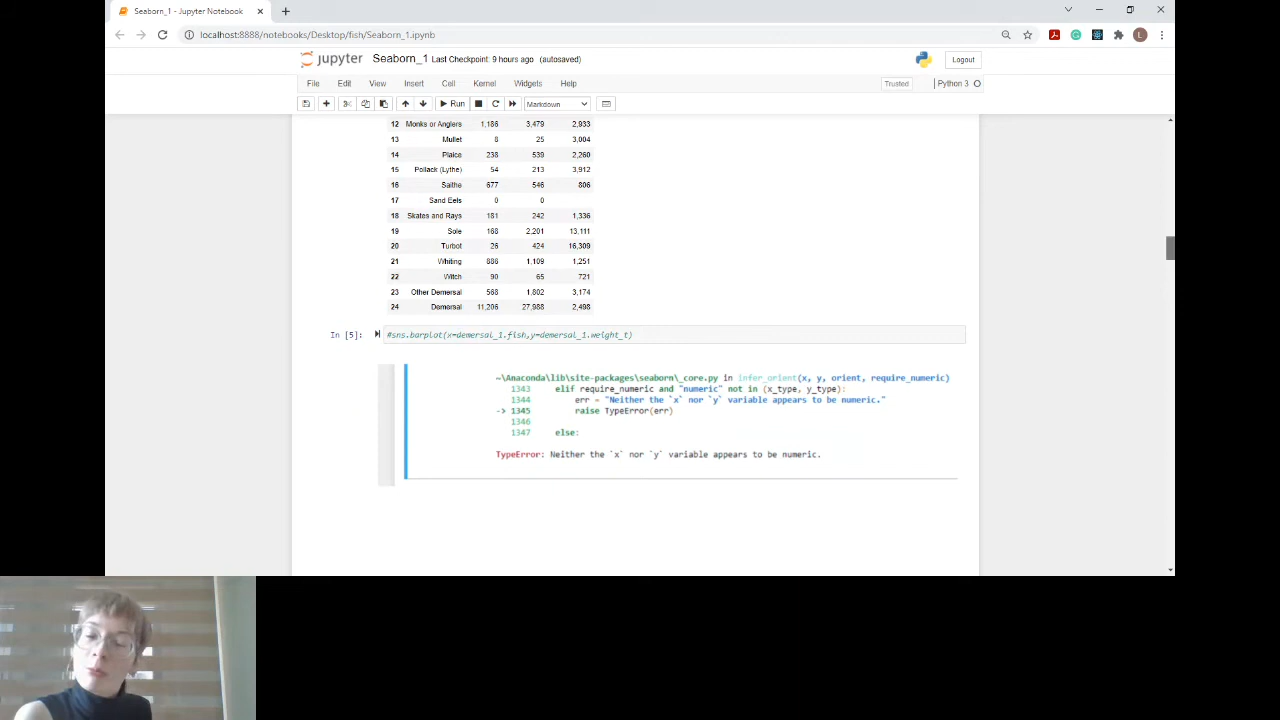 Seaborn_1 - Jupyter Notebook
localhost:8888/notebooks/Desktop/fish/Seaborn_1.ipynb
L
jupyter Seaborn_1 Last Checkpoint: 9 hours ago (autosaved)
Logout
File Edit View Insert Cell Kernel Widgets Help
Trusted
Python 3
Run
Markdown
12 Monks or Anglers 1,186 3,479 2,933
13 Mullet 8 25 3,004
14 Plaice 238 539 2,260
15 Pollack (Lythe) 54 213 3,912
16 Saithe 677 546 806
17 Sand Eels 0 0
18 Skates and Rays 181 242 1,336
19 Sole 168 2,201 13,111
20 Turbot 26 424 16,309
21 Whiting 886 1,109 1,251
22 Witch 90 65 721
23 Other Demersal 568 1,802 3,174
24 Demersal 11,206 27,988 2,498
In [5]: #sns.barplot(x=demersal_1.fish,y=demersal_1.weight_t)
~\Anaconda\lib\site-packages\seaborn\_core.py in infer_orient(x, y, orient, require_numeric)
1343 elif require_numeric and "numeric" not in (x_type, y_type):
1344 err = "Neither the `x` nor `y` variable appears to be numeric."
-> 1345 raise TypeError(err)
1346
1347 else:
TypeError: Neither the `x` nor `y` variable appears to be numeric.